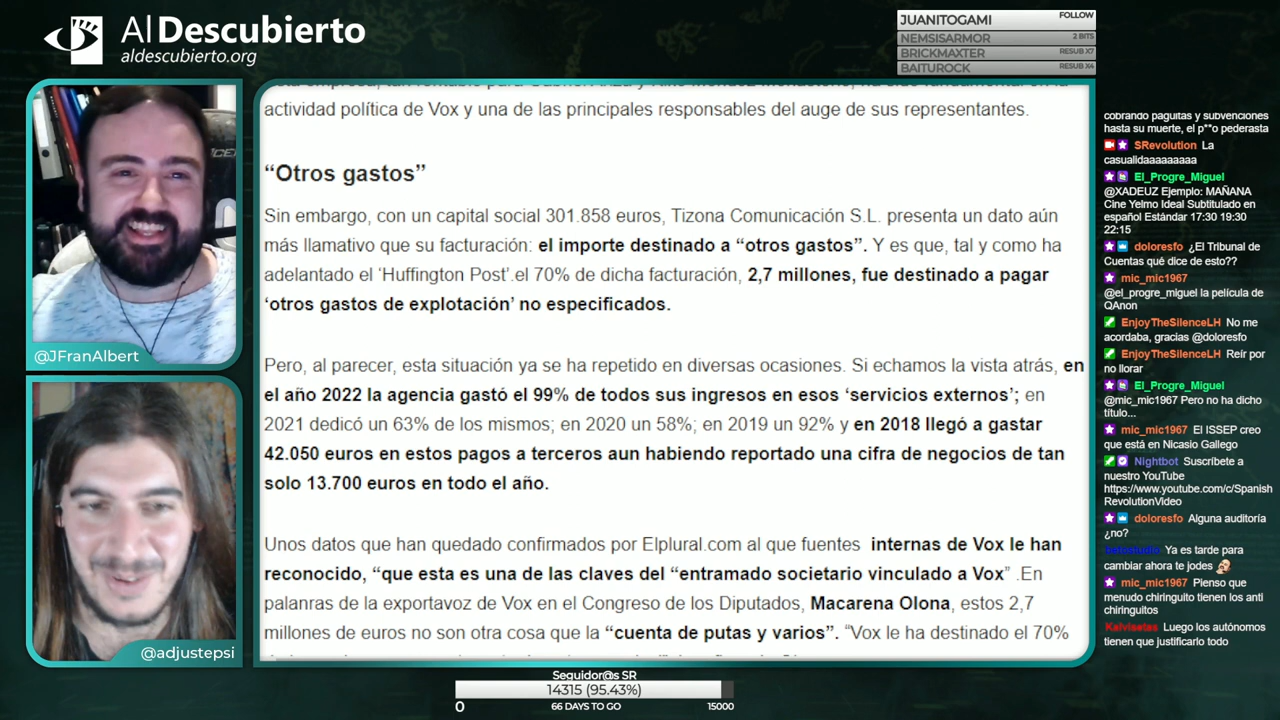 Al Descubierto
aldescubierto.org
JUANITOGAMI FOLLOW
NEMSISARMOR 2 BITS
BRICKMAXTER RESUB X7
BAITUROCK RESUB X4
@JFranAlbert
@adjustepsi
actividad política de Vox y una de las principales responsables del auge de sus representantes.
“Otros gastos”
Sin embargo, con un capital social 301.858 euros, Tizona Comunicación S.L. presenta un dato aún
más llamativo que su facturación: el importe destinado a “otros gastos”. Y es que, tal y como ha
adelantado el ‘Huffington Post’.el 70% de dicha facturación, 2,7 millones, fue destinado a pagar
‘otros gastos de explotación’ no especificados.
Pero, al parecer, esta situación ya se ha repetido en diversas ocasiones. Si echamos la vista atrás, en
el año 2022 la agencia gastó el 99% de todos sus ingresos en esos ‘servicios externos’; en
2021 dedicó un 63% de los mismos; en 2020 un 58%; en 2019 un 92% y en 2018 llegó a gastar
42.050 euros en estos pagos a terceros aun habiendo reportado una cifra de negocios de tan
solo 13.700 euros en todo el año.
Unos datos que han quedado confirmados por Elplural.com al que fuentes internas de Vox le han
reconocido, “que esta es una de las claves del “entramado societario vinculado a Vox” .En
palanras de la exportavoz de Vox en el Congreso de los Diputados, Macarena Olona, estos 2,7
millones de euros no son otra cosa que la “cuenta de putas y varios”. “Vox le ha destinado el 70%
cobrando paguitas y subvenciones
hasta su muerte, el p**o pederasta
SRevolution La
casualidaaaaaaaaa
El_Progre_Miguel
@XADEUZ Ejemplo: MAÑANA
Cine Yelmo Ideal Subtitulado en
español Estándar 17:30 19:30
22:15
doloresfo ¿El Tribunal de
Cuentas qué dice de esto??
mic_mic1967
@el_progre_miguel la película de
QAnon
EnjoyTheSilenceLH No me
acordaba, gracias @doloresfo
EnjoyTheSilenceLH Reír por
no llorar
El_Progre_Miguel
@mic_mic1967 Pero no ha dicho
título...
mic_mic1967 El ISSEP creo
que está en Nicasio Gallego
Nightbot Suscríbete a
nuestro YouTube
https://www.youtube.com/c/Spanish
RevolutionVideo
doloresfo Alguna auditoría
¿no?
Ya es tarde para
cambiar ahora te jodes
mic_mic1967 Pienso que
menudo chiringuito tienen los anti
chiringuitos
Kalvisetas Luego los autónomos
tienen que justificarlo todo
Seguidor@s SR
14315 (95.43%)
0 66 DAYS TO GO 15000